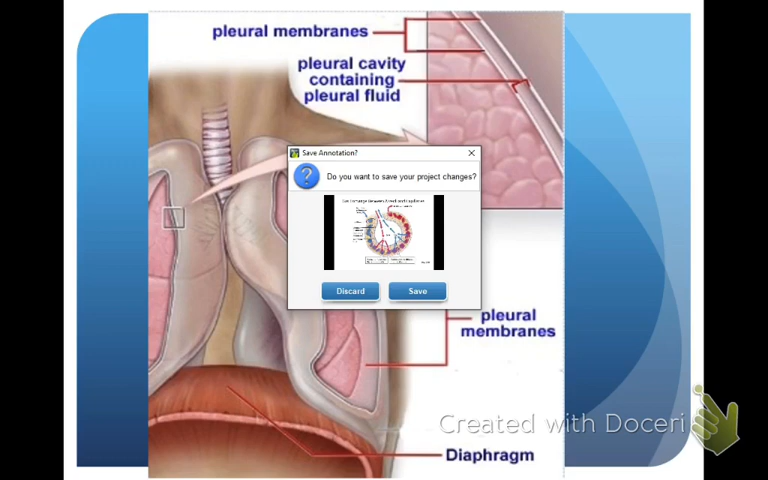 pleural membranes
pleural cavity
containing
pleural fluid
Save Annotation?
Do you want to save your project changes?
Discard
Save
pleural
membranes
Created with Doceri
Diaphragm